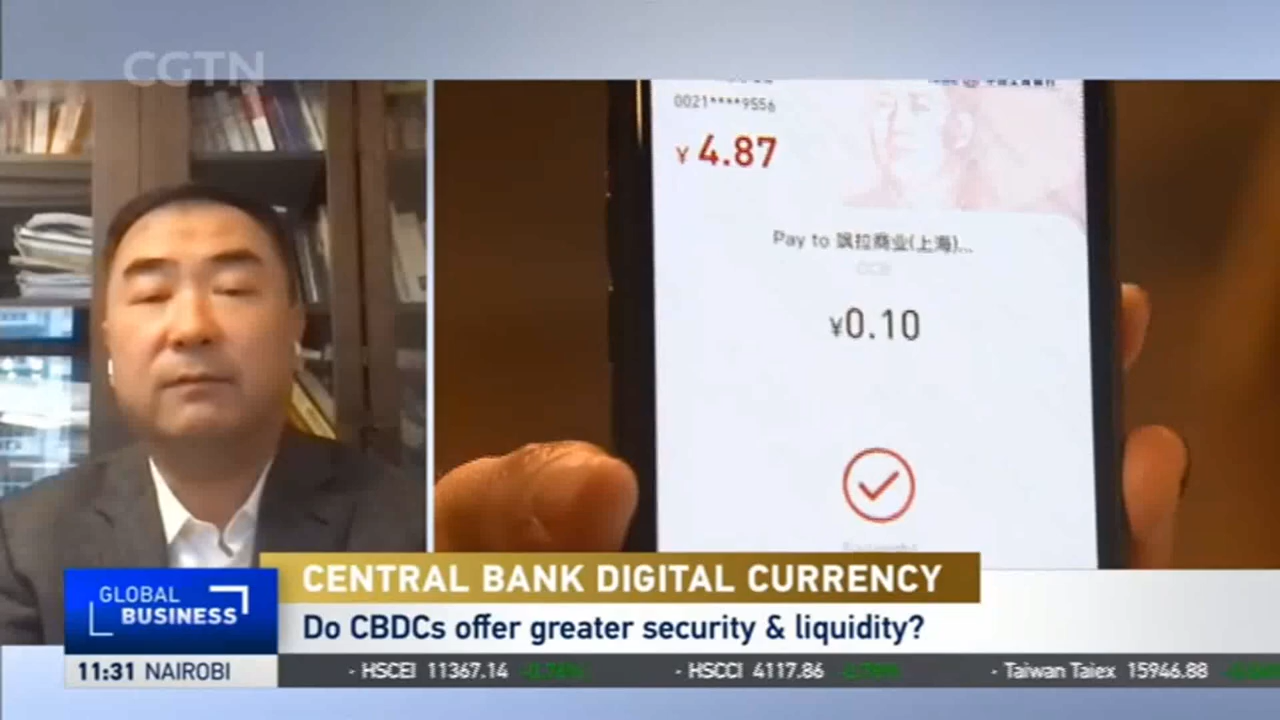 CGTN
0021****9556
¥ 4.87
Pay to 飒拉商业(上海)...
¥0.10
CENTRAL BANK DIGITAL CURRENCY
GLOBAL
BUSINESS
Do CBDCs offer greater security & liquidity?
11:31 NAIROBI
- HSCEI 11367.14
- HSCCI 4117.86
- Taiwan Taiex 15946.88